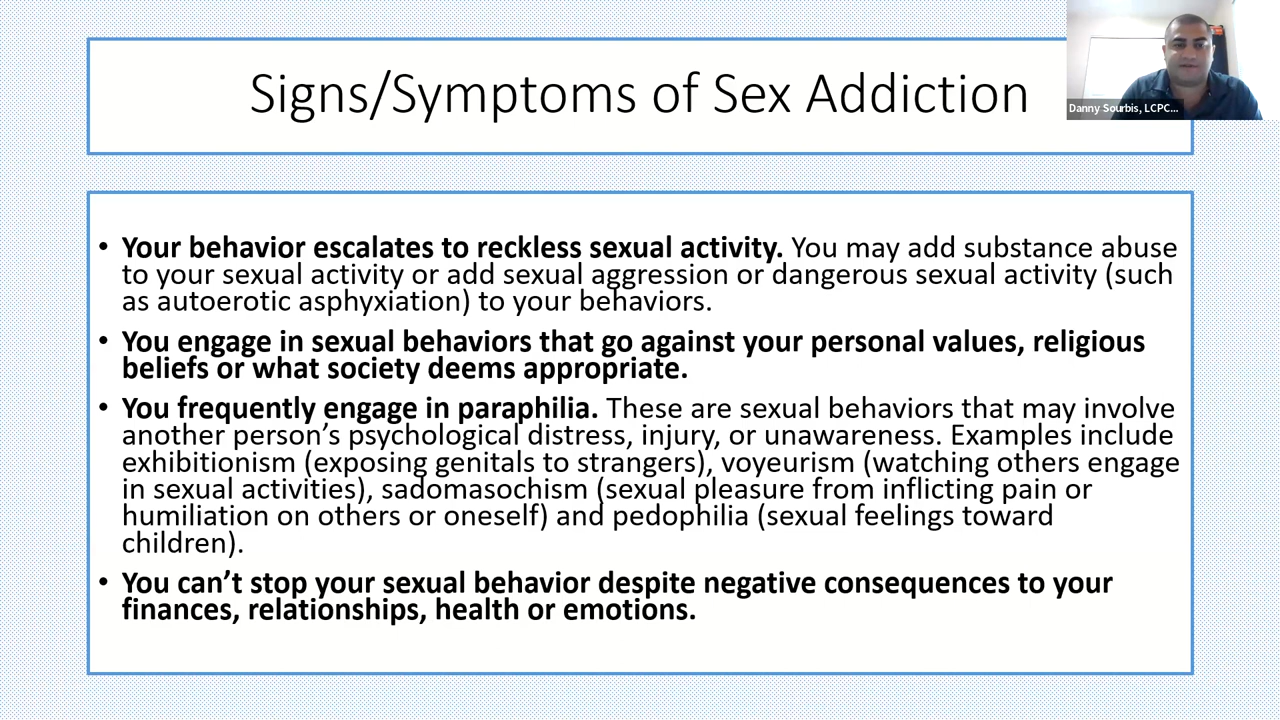 Signs/Symptoms of Sex Addiction
Danny Sourbis, LCPC...
• Your behavior escalates to reckless sexual activity. You may add substance abuse
to your sexual activity or add sexual aggression or dangerous sexual activity (such
as autoerotic asphyxiation) to your behaviors.
• You engage in sexual behaviors that go against your personal values, religious
beliefs or what society deems appropriate.
• You frequently engage in paraphilia. These are sexual behaviors that may involve
another person’s psychological distress, injury, or unawareness. Examples include
exhibitionism (exposing genitals to strangers), voyeurism (watching others engage
in sexual activities), sadomasochism (sexual pleasure from inflicting pain or
humiliation on others or oneself) and pedophilia (sexual feelings toward
children).
• You can’t stop your sexual behavior despite negative consequences to your
finances, relationships, health or emotions.